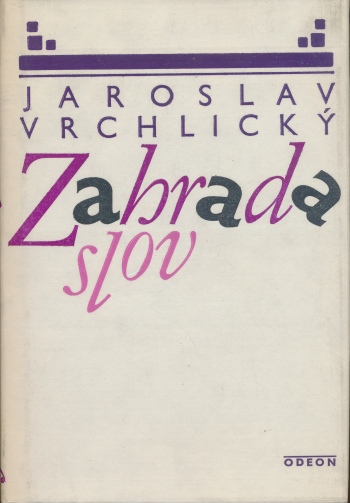 JAROSLAV
VRCHLICKÝ
Zahrada
slov
ODEON